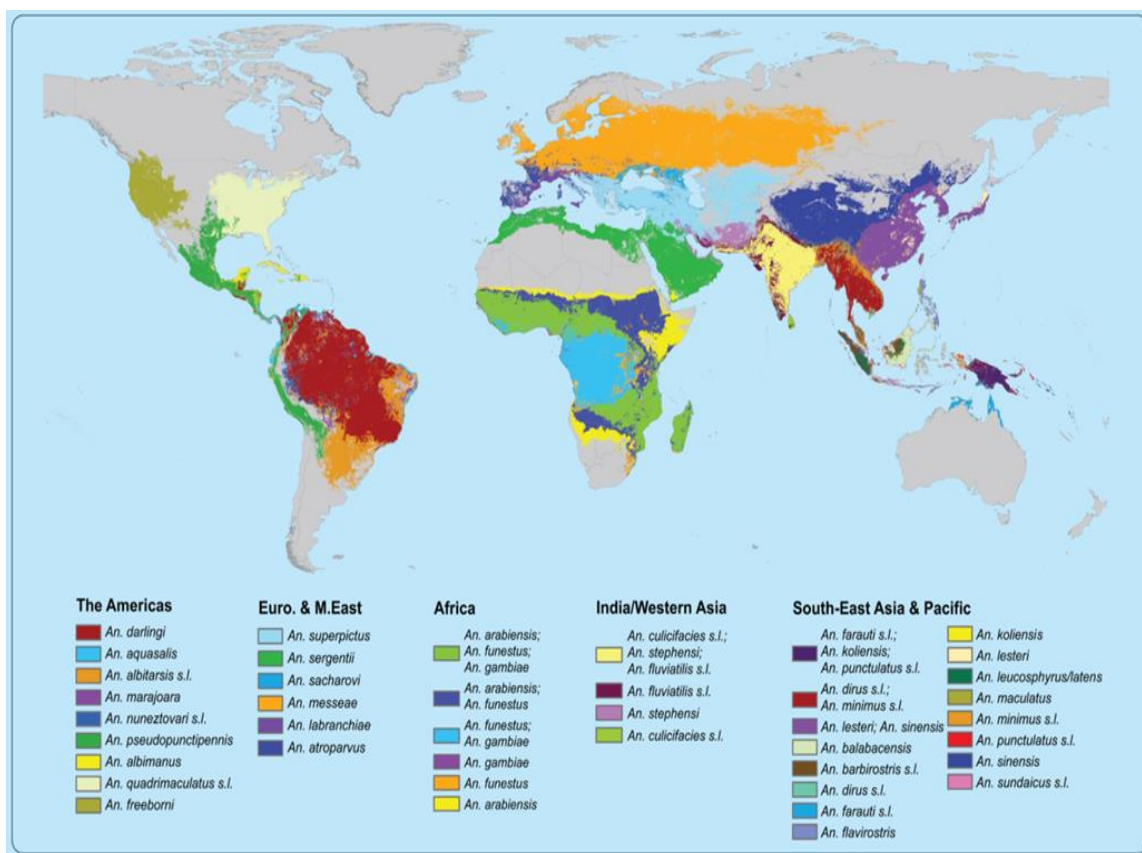 The Americas
An. darlingi
An. aquasalis
An. albitarsis s.l.
An. marajoara
An. nuneztovari s.l.
An. pseudopunctipennis
An. albimanus
An. quadrimaculatus s.l.
An. freeborni
Euro. & M.East
An. superpictus
An. sergentii
An. sacharovi
An. messeae
An. labranchiae
An. atroparvus
Africa
An. arabiensis;
An. funestus;
An. gambiae
An. arabiensis;
An. funestus
An. funestus;
An. gambiae
An. gambiae
An. funestus
An. arabiensis
India/Western Asia
An. culicifacies s.l.;
An. stephensi;
An. fluviatilis s.l.
An. fluviatilis s.l.
An. stephensi
An. culicifacies s.l.
South-East Asia & Pacific
An. farauti s.l.;
An. koliensis;
An. punctulatus s.l.
An. dirus s.l.;
An. minimus s.l.
An. lesteri; An. sinensis
An. balabacensis
An. barbirostris s.l.
An. dirus s.l.
An. farauti s.l.
An. flavirostris
An. koliensis
An. lesteri
An. leucosphyrus/latens
An. maculatus
An. minimus s.l.
An. punctulatus s.l.
An. sinensis
An. sundaicus s.l.